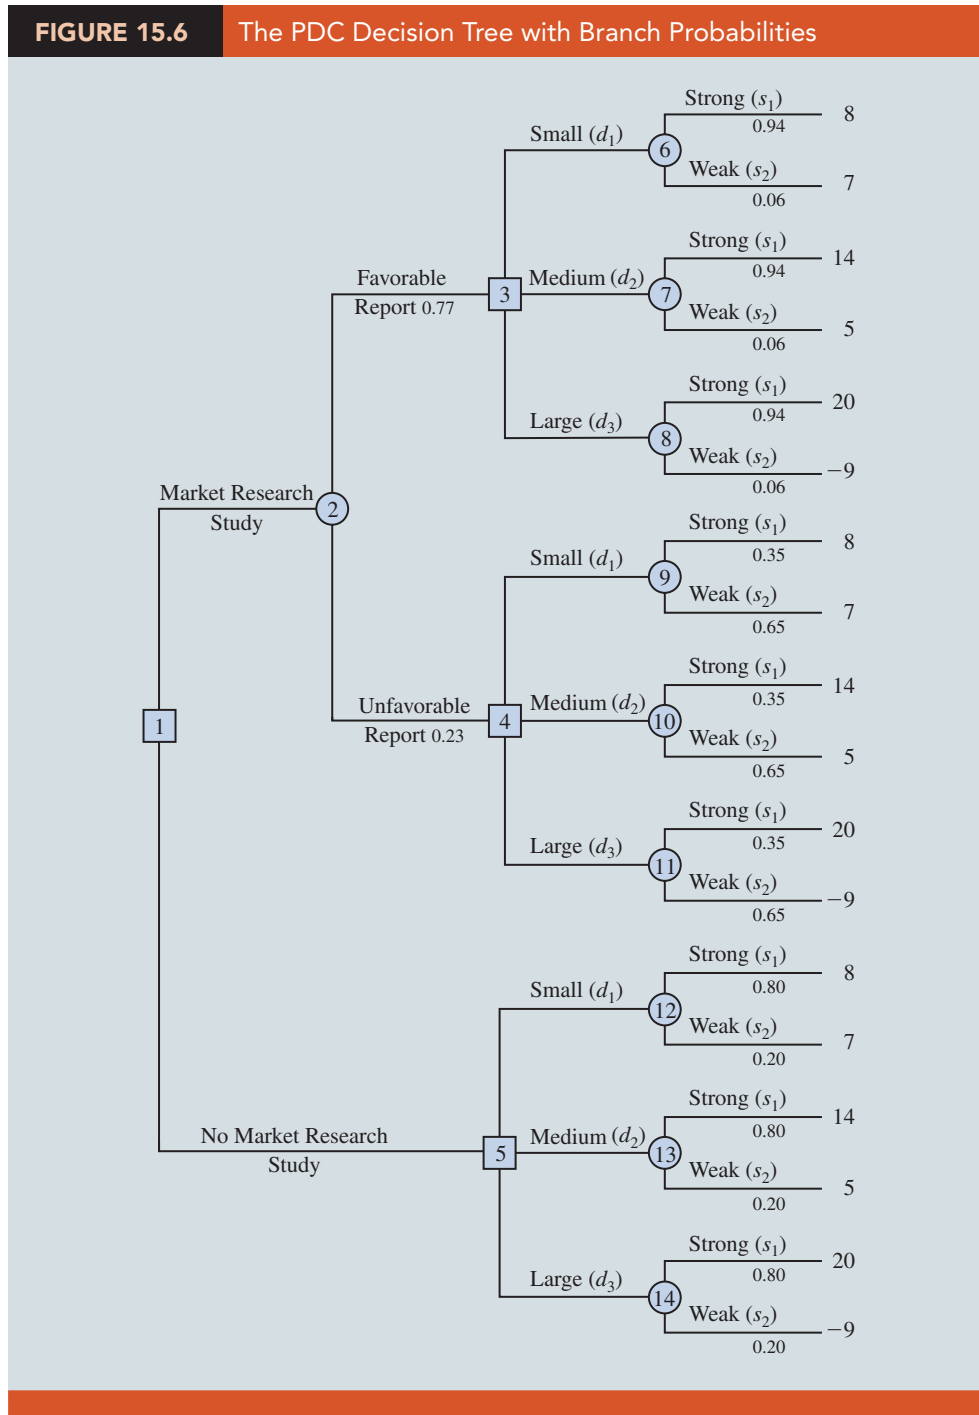 FIGURE 15.6 The PDC Decision Tree with Branch Probabilities
Strong (s₁)
0.94
8
Small (d₁)
6
Weak (s₂)
0.06
7
Strong (s₁)
0.94
14
Favorable
Report 0.77
3
Medium (d₂)
7
Weak (s₂)
0.06
5
Strong (s₁)
0.94
20
Large (d₃)
8
Weak (s₂)
0.06
−9
Market Research
Study
2
Strong (s₁)
0.35
8
Small (d₁)
9
Weak (s₂)
0.65
7
Strong (s₁)
0.35
14
1
Unfavorable
Report 0.23
4
Medium (d₂)
10
Weak (s₂)
0.65
5
Strong (s₁)
0.35
20
Large (d₃)
11
Weak (s₂)
0.65
−9
Strong (s₁)
0.80
8
Small (d₁)
12
Weak (s₂)
0.20
7
Strong (s₁)
0.80
14
No Market Research
Study
5
Medium (d₂)
13
Weak (s₂)
0.20
5
Strong (s₁)
0.80
20
Large (d₃)
14
Weak (s₂)
0.20
−9